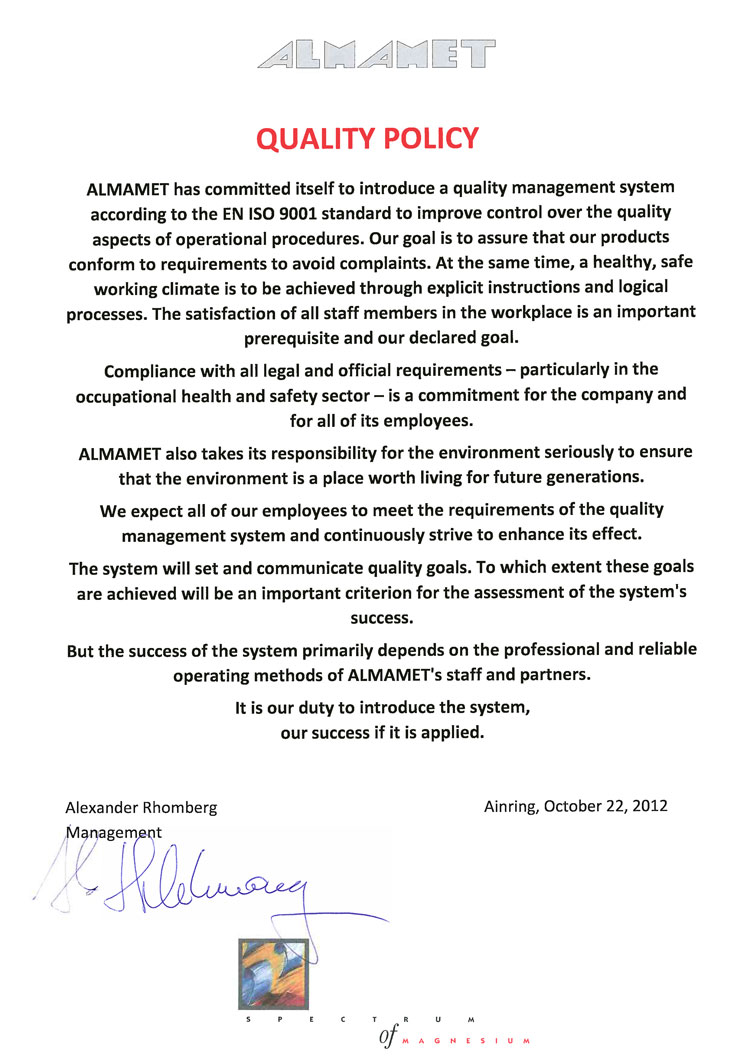 ALMAMET
QUALITY POLICY
ALMAMET has committed itself to introduce a quality management system
according to the EN ISO 9001 standard to improve control over the quality
aspects of operational procedures. Our goal is to assure that our products
conform to requirements to avoid complaints. At the same time, a healthy, safe
working climate is to be achieved through explicit instructions and logical
processes. The satisfaction of all staff members in the workplace is an important
prerequisite and our declared goal.
Compliance with all legal and official requirements – particularly in the
occupational health and safety sector – is a commitment for the company and
for all of its employees.
ALMAMET also takes its responsibility for the environment seriously to ensure
that the environment is a place worth living for future generations.
We expect all of our employees to meet the requirements of the quality
management system and continuously strive to enhance its effect.
The system will set and communicate quality goals. To which extent these goals
are achieved will be an important criterion for the assessment of the system's
success.
But the success of the system primarily depends on the professional and reliable
operating methods of ALMAMET's staff and partners.
It is our duty to introduce the system,
our success if it is applied.
Alexander Rhomberg
Ainring, October 22, 2012
Management
SPECTRUM
of MAGNESIUM